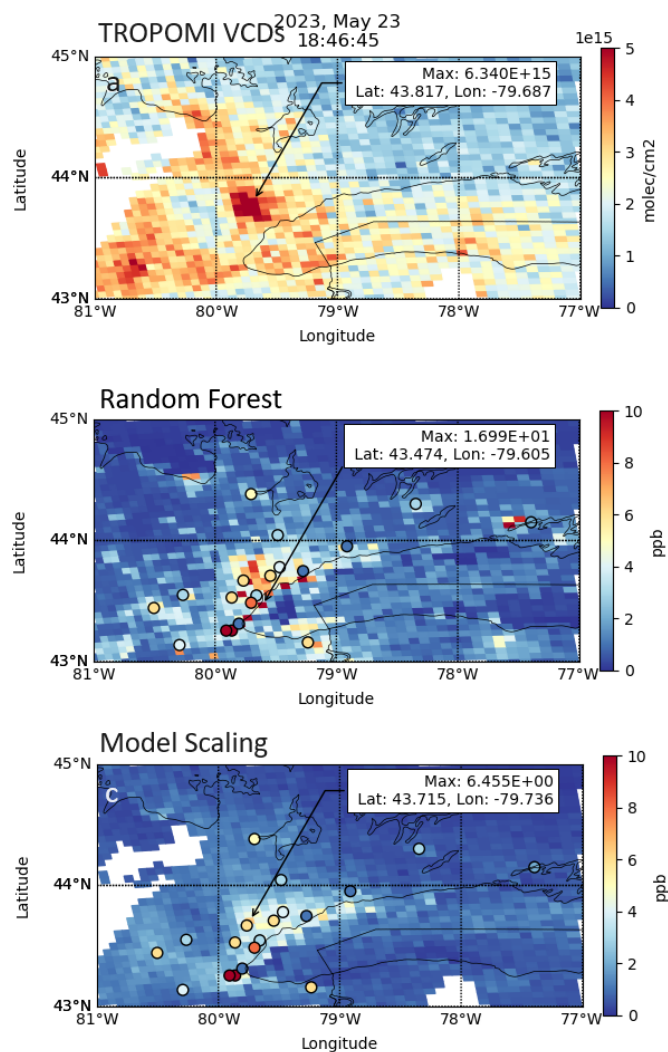 TROPOMI VCDs
2023, May 23
18:46:45
1e15
a
Max: 6.340E+15
Lat: 43.817, Lon: -79.687
45°N
44°N
43°N
Latitude
81°W
80°W
79°W
78°W
77°W
Longitude
5
4
3
2
1
0
molec/cm2
Random Forest
Max: 1.699E+01
Lat: 43.474, Lon: -79.605
45°N
44°N
43°N
Latitude
81°W
80°W
79°W
78°W
77°W
Longitude
10
8
6
4
2
0
ppb
Model Scaling
c
Max: 6.455E+00
Lat: 43.715, Lon: -79.736
45°N
44°N
43°N
Latitude
81°W
80°W
79°W
78°W
77°W
Longitude
10
8
6
4
2
0
ppb